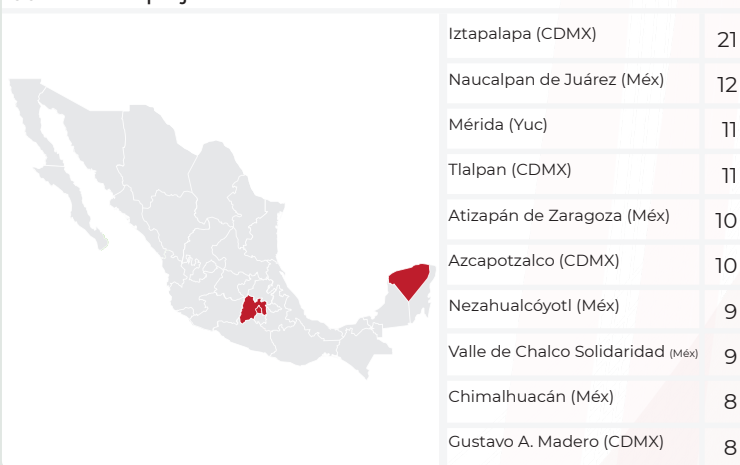 Iztapalapa (CDMX) 21
Naucalpan de Juárez (Méx) 12
Mérida (Yuc) 11
Tlalpan (CDMX) 11
Atizapán de Zaragoza (Méx) 10
Azcapotzalco (CDMX) 10
Nezahualcóyotl (Méx) 9
Valle de Chalco Solidaridad (Méx) 9
Chimalhuacán (Méx) 8
Gustavo A. Madero (CDMX) 8